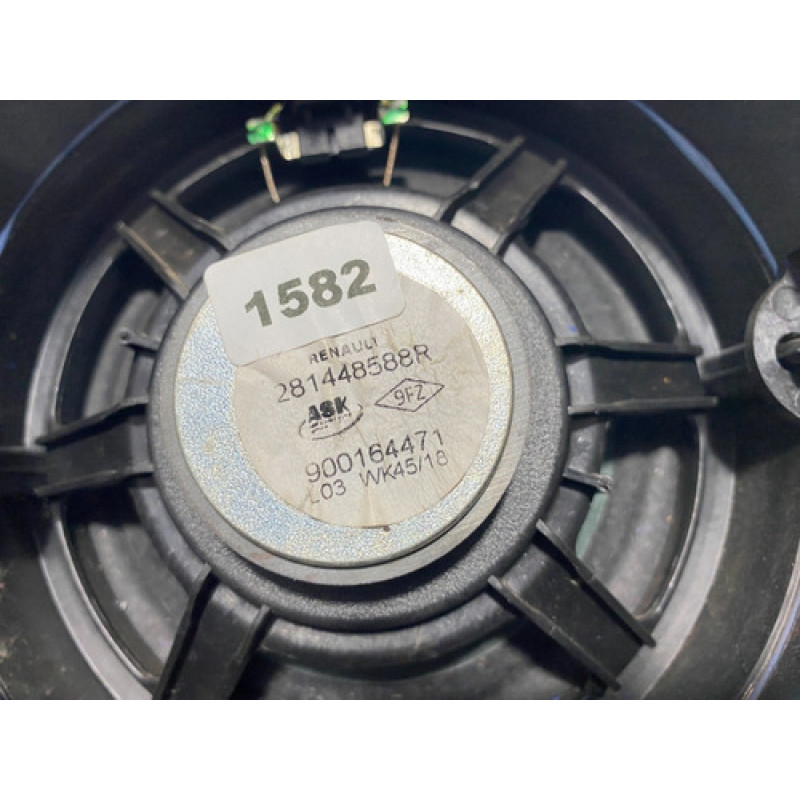 1582
RENAULT
281448588R
ASK
9FZ
900164471
L03 WK45/18